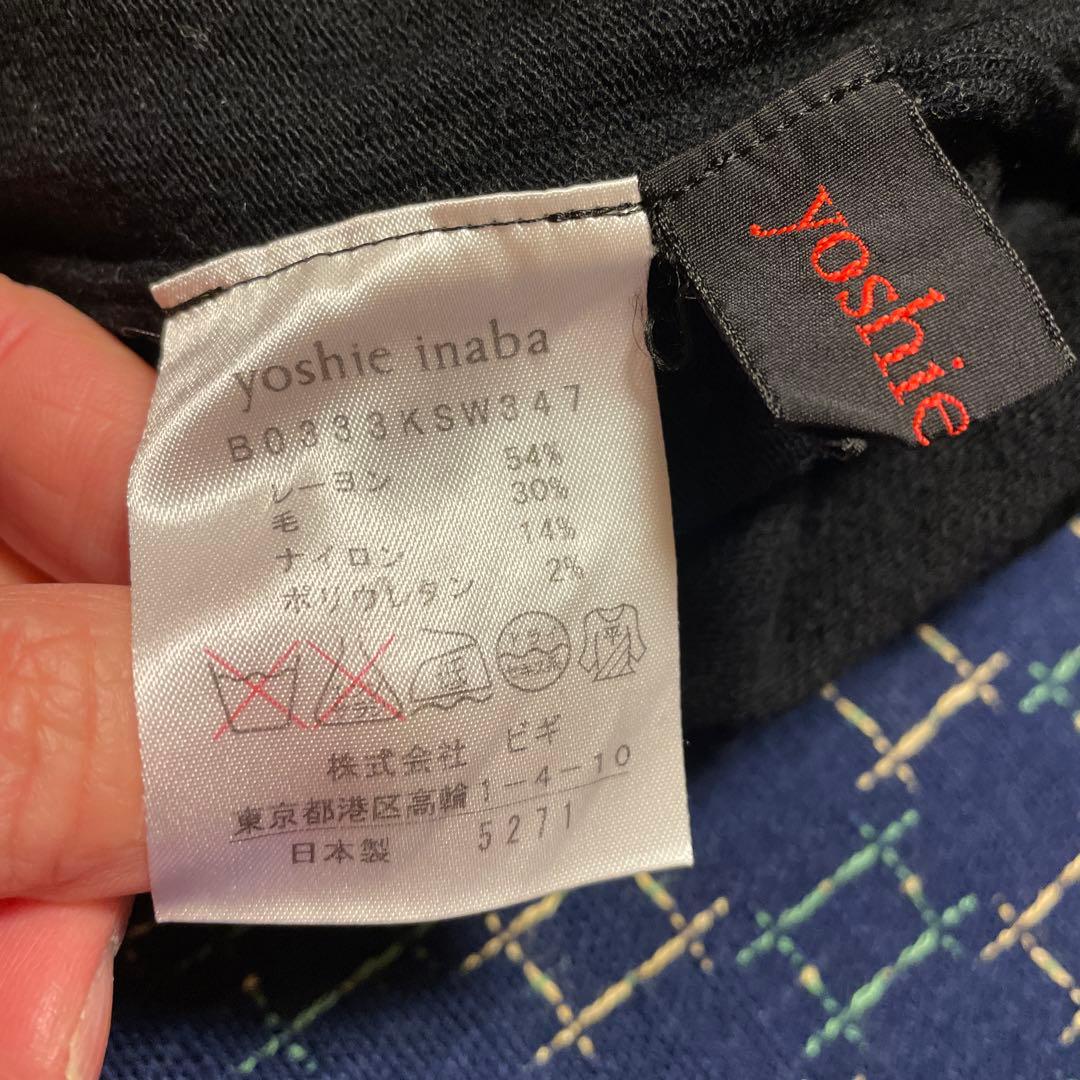 yoshie inaba
B0333KSW347
レーヨン 54%
毛 30%
ナイロン 14%
ポリウレタン 2%
平
株式会社 ビギ
東京都港区高輪1-4-10
日本製 5271
yoshie